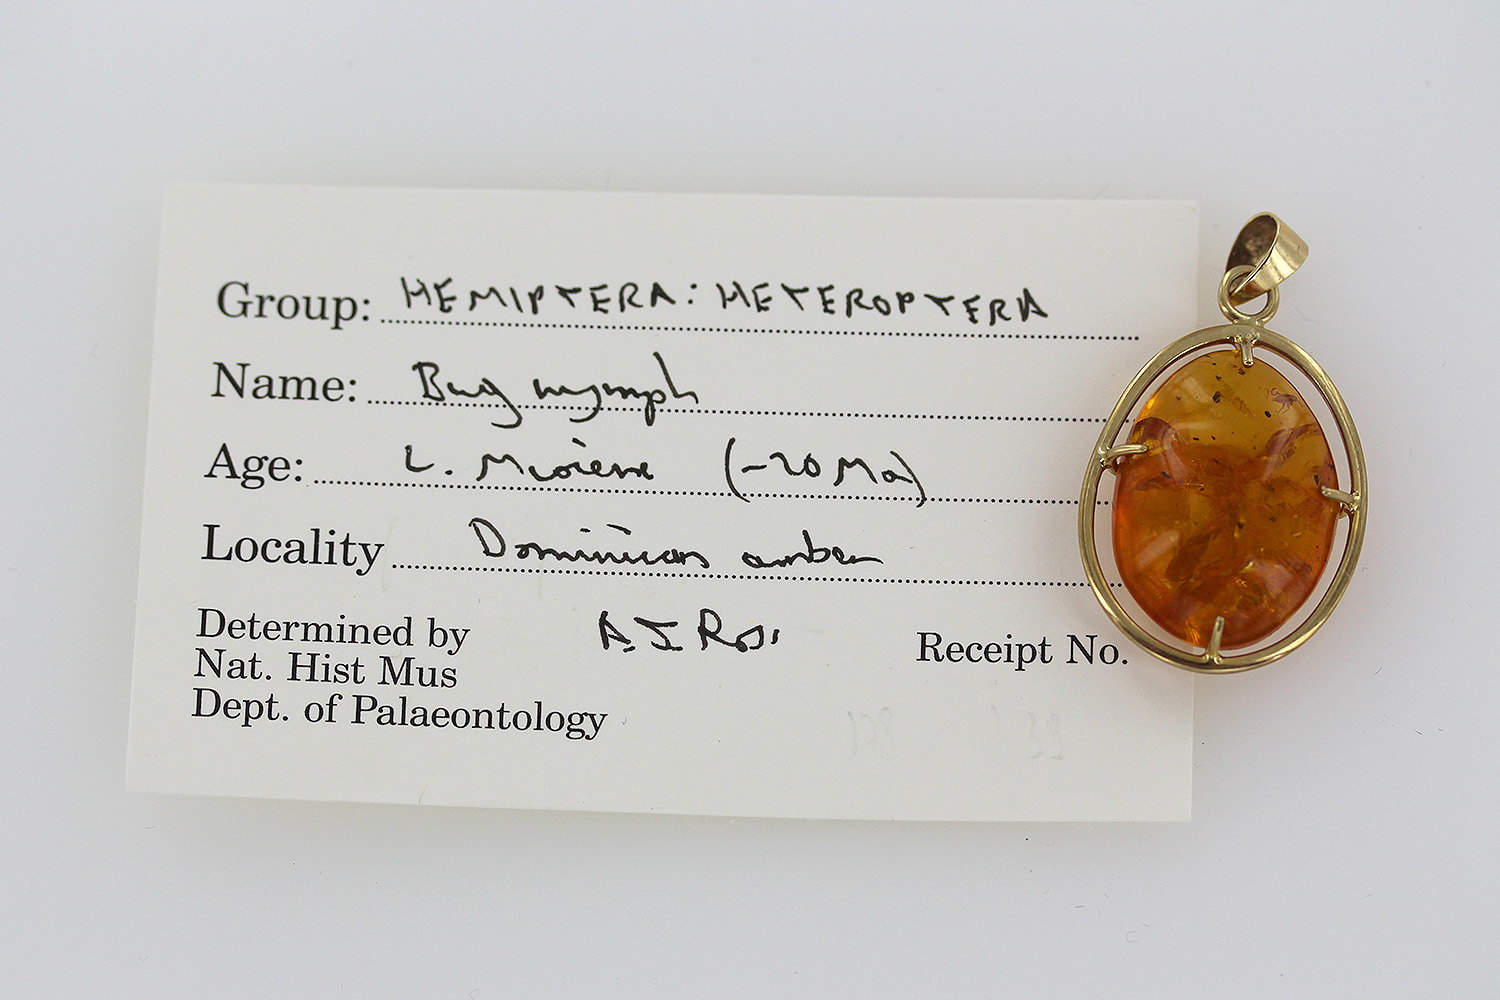 Group: HEMIPTERA: HETEROPTERA
Name: Bug nymph
Age: L. Miocene (~20 Ma)
Locality Dominican amber
Determined by A J Ross Receipt No.
Nat. Hist Mus
Dept. of Palaeontology